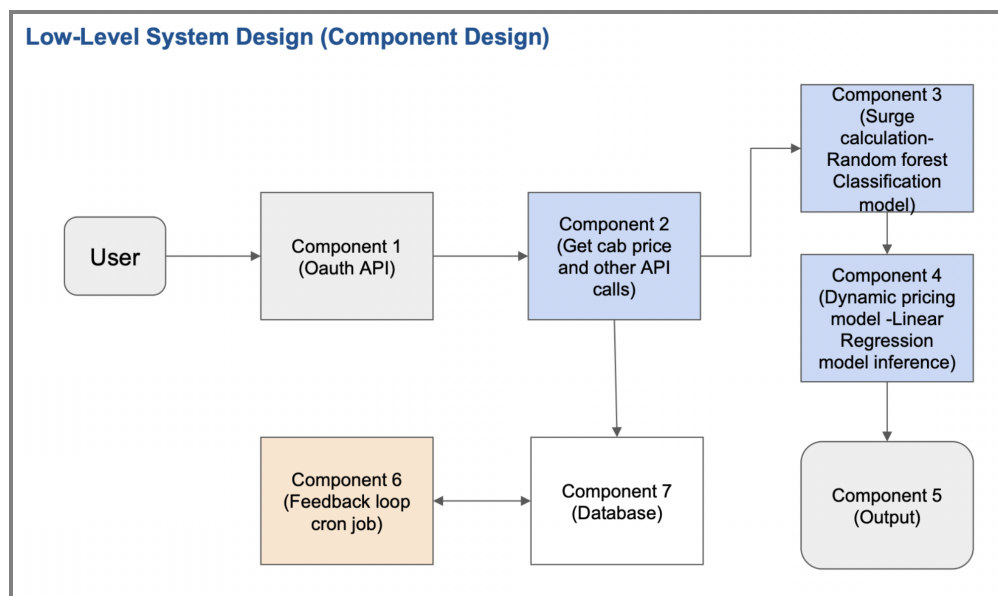 Low-Level System Design (Component Design)
User
Component 1
(Oauth API)
Component 2
(Get cab price
and other API
calls)
Component 3
(Surge
calculation-
Random forest
Classification
model)
Component 4
(Dynamic pricing
model -Linear
Regression
model inference)
Component 5
(Output)
Component 6
(Feedback loop
cron job)
Component 7
(Database)